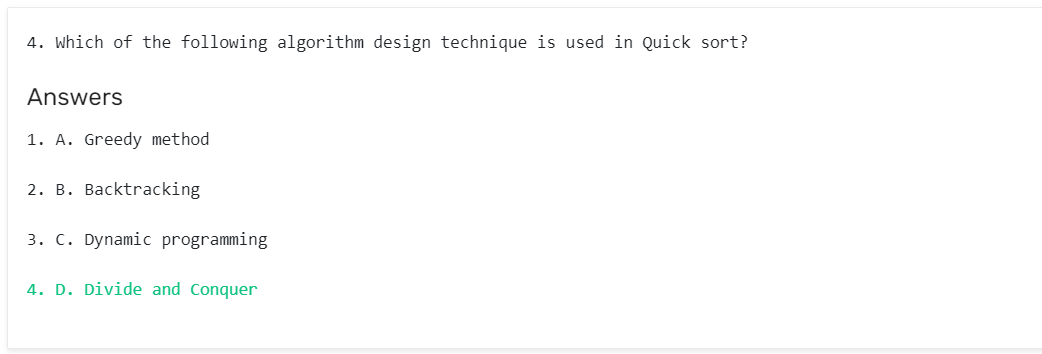 4. Which of the following algorithm design technique is used in Quick sort?
Answers
1. A. Greedy method
2. B. Backtracking
3. C. Dynamic programming
4. D. Divide and Conquer